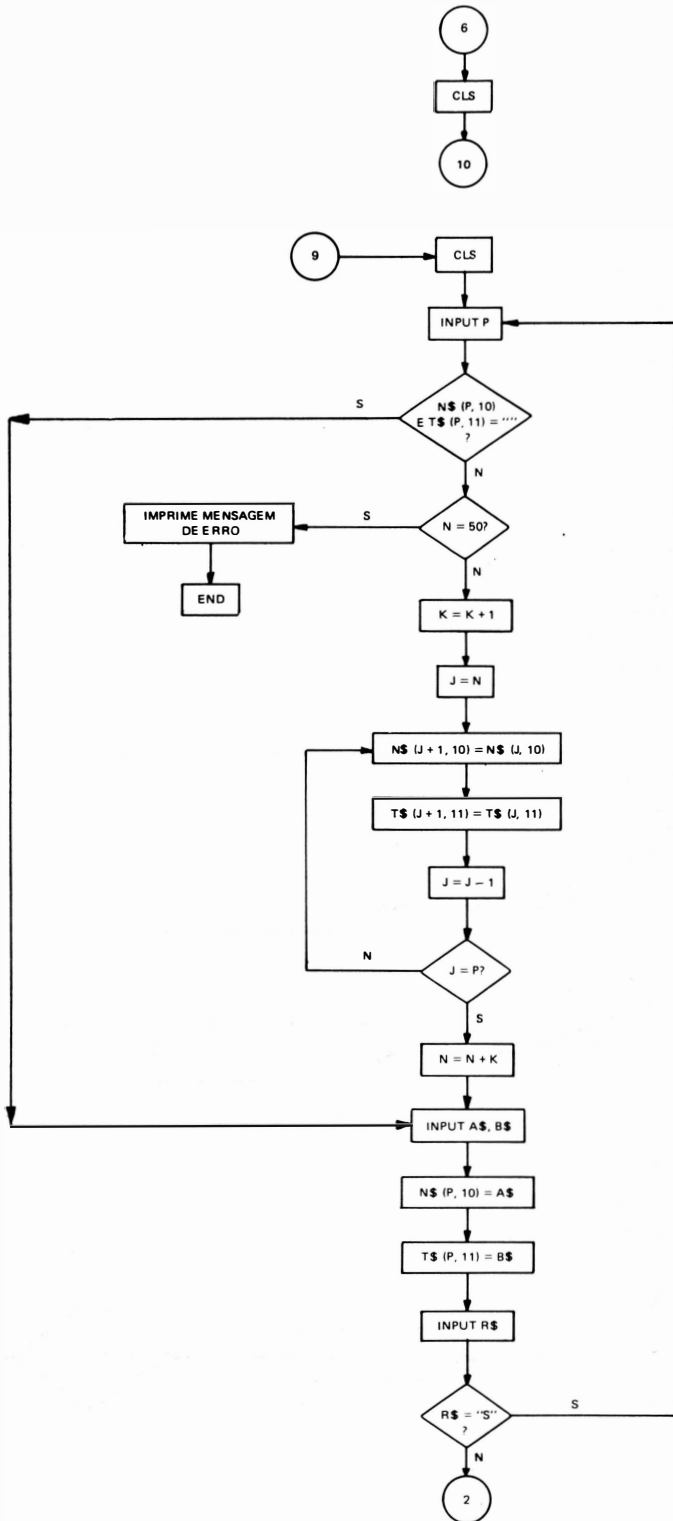 6
CLS
10
9
CLS
INPUT P
N$ (P, 10)
E T$ (P, 11) = ""
?
S
N
IMPRIME MENSAGEM
DE ERRO
S
N = 50?
N
END
K = K + 1
J = N
N$ (J + 1, 10) = N$ (J, 10)
T$ (J + 1, 11) = T$ (J, 11)
J = J – 1
N
J = P?
S
N = N + K
INPUT A$, B$
N$ (P, 10) = A$
T$ (P, 11) = B$
INPUT R$
R$ = "S"
?
S
N
2